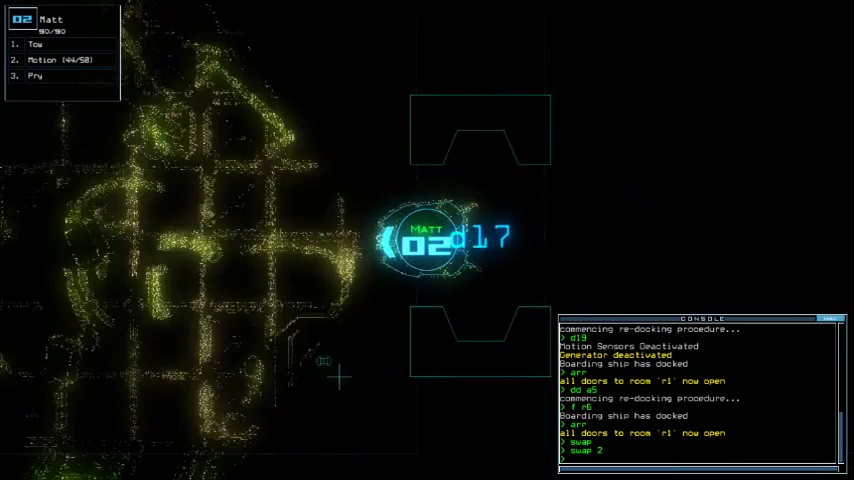 02 Matt
90/90
1. Tow
2. Motion (44/50)
3. Pry
MATT
02
d17
CONSOLE
commencing re-docking procedure...
> d19
Motion Sensors Deactivated
Generator deactivated
Boarding ship has docked
> arr
all doors to room 'r1' now open
> dd a5
commencing re-docking procedure...
> f r6
Boarding ship has docked
> arr
all doors to room 'r1' now open
> swap
> swap 2
>